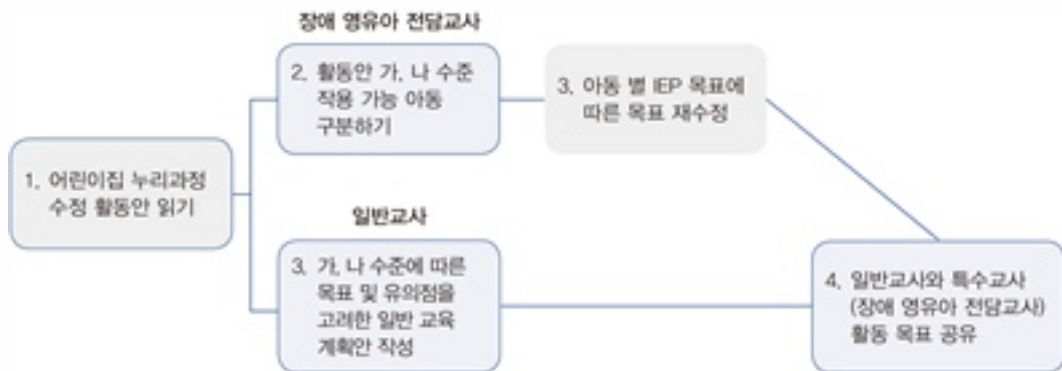 장애 영유아 전담교사
2. 활동안 가, 나 수준
작용 가능 아동
구분하기
3. 아동 별 IEP 목표에
따른 목표 재수정
1. 어린이집 누리과정
수정 활동안 읽기
일반교사
3. 가, 나 수준에 따른
목표 및 유의점을
고려한 일반 교육
계획안 작성
4. 일반교사와 특수교사
(장애 영유아 전담교사)
활동 목표 공유